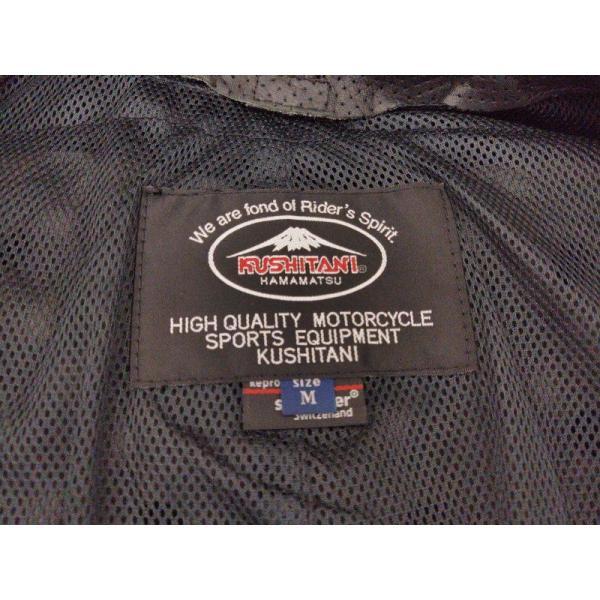 We are fond of Rider's Spirit.
KUSHITANI®
HAMAMATSU
HIGH QUALITY MOTORCYCLE
SPORTS EQUIPMENT
KUSHITANI
Size
M
Switzerland